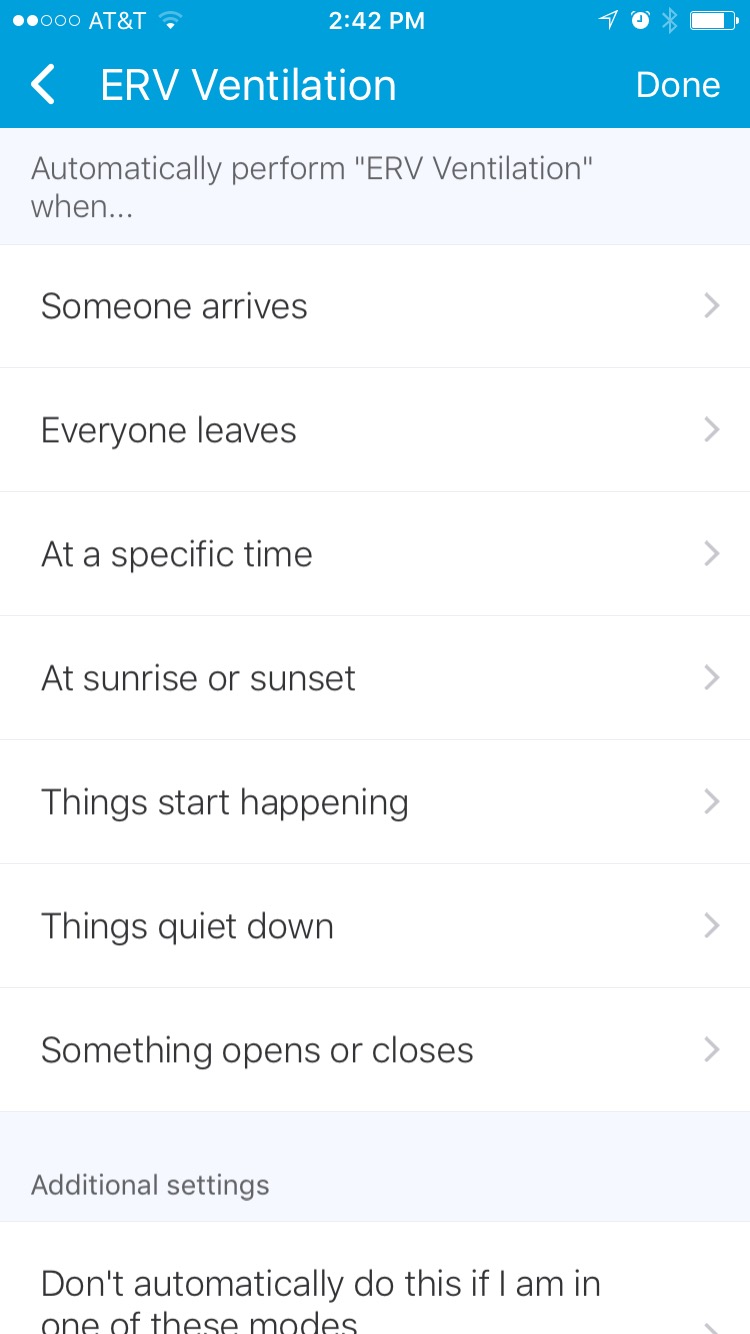 AT&T 2:42 PM
ERV Ventilation Done
Automatically perform "ERV Ventilation"
when...
Someone arrives
Everyone leaves
At a specific time
At sunrise or sunset
Things start happening
Things quiet down
Something opens or closes
Additional settings
Don't automatically do this if I am in
one of these modes